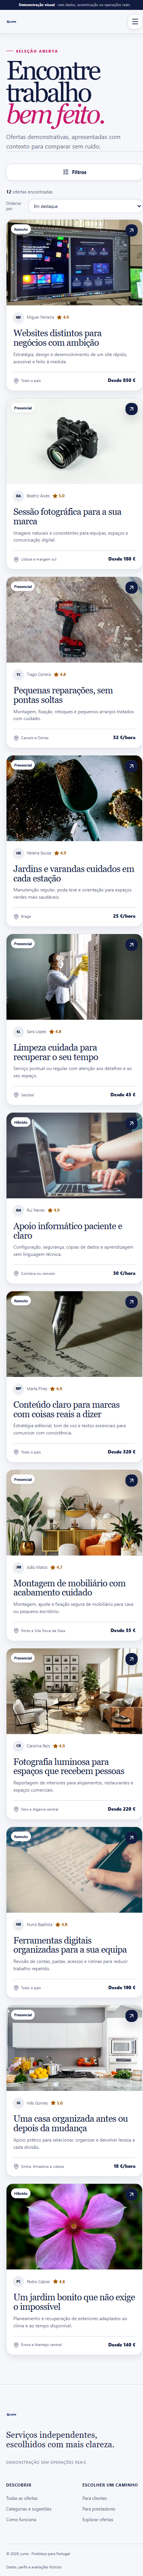 Demonstração visual · sem dados, autenticação ou operações reais
SELEÇÃO ABERTA
Encontre
trabalho
bem feito.
Ofertas demonstrativas, apresentadas com
contexto para comparar sem ruído.
Filtros
12 ofertas encontradas
Ordenar
por
Em destaque
Remoto
MF Miguel Ferreira 4.9
Websites distintos para
negócios com ambição
Estratégia, design e desenvolvimento de um site rápido,
acessível e feito à medida.
Todo o país
Desde 850 €
Presencial
BA Beatriz Alves 5.0
Sessão fotográfica para a sua
marca
Imagens naturais e consistentes para equipas, espaços e
comunicação digital.
Lisboa e margem sul
Desde 180 €
Presencial
TC Tiago Correia 4.8
Pequenas reparações, sem
pontas soltas
Montagem, fixação, retoques e pequenos arranjos tratados
com cuidado.
Cascais e Oeiras
32 €/hora
Presencial
HS Helena Sousa 4.9
Jardins e varandas cuidados em
cada estação
Manutenção regular, poda leve e orientação para espaços
verdes mais saudáveis.
Braga
25 €/hora
SL Sara Lopes 4.8
Limpeza cuidada para
recuperar o seu tempo
Serviço pontual ou regular com atenção aos detalhes e ao
seu espaço.
Setúbal
Desde 45 €
Híbrido
RN Rui Neves 4.9
Apoio informático paciente e
claro
Configuração, segurança, cópias de dados e aprendizagem
sem linguagem técnica.
Coimbra ou remoto
30 €/hora
Remoto
MP Marta Pires 4.9
Conteúdo claro para marcas
com coisas reais a dizer
Estratégia editorial, tom de voz e textos essenciais para
comunicar com consistência.
Todo o país
Desde 320 €
Presencial
JM João Matos 4.7
Montagem de mobiliário com
acabamento cuidado
Montagem, ajuste e fixação segura de mobiliário para casa
ou pequeno escritório.
Porto e Vila Nova de Gaia
Desde 55 €
Presencial
CR Carolina Reis 4.9
Fotografia luminosa para
espaços que recebem pessoas
Reportagem de interiores para alojamentos, restaurantes e
espaços comerciais.
Faro e Algarve central
Desde 220 €
Remoto
NB Nuno Baptista 4.8
Ferramentas digitais
organizadas para a sua equipa
Revisão de contas, pastas, acessos e rotinas para reduzir
trabalho repetido.
Todo o país
Desde 190 €
Presencial
IG Inês Gomes 5.0
Uma casa organizada antes ou
depois da mudança
Apoio prático para selecionar, organizar e devolver leveza a
cada divisão.
Sintra, Amadora e Lisboa
18 €/hora
Híbrido
PC Pedro Cabral 4.8
Um jardim bonito que não exige
o impossível
Planeamento e recuperação de exteriores adaptados ao
clima e ao tempo disponível.
Évora e Alentejo central
Desde 140 €
Serviços independentes,
escolhidos com mais clareza.
DEMONSTRAÇÃO SEM OPERAÇÕES REAIS
DESCOBRIR
ESCOLHER UM CAMINHO
Todas as ofertas
Para clientes
Categorias e sugestões
Para prestadores
Como funciona
Explorar ofertas
Protótipo para Portugal
Dados, perfis e avaliações fictícios